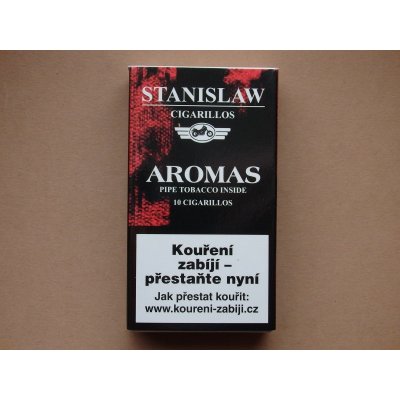 STANISLAW
CIGARILLOS
AROMAS
PIPE TOBACCO INSIDE
10 CIGARILLOS
Kouření
zabíjí –
přestaňte nyní
Jak přestat kouřit:
www.koureni-zabiji.cz